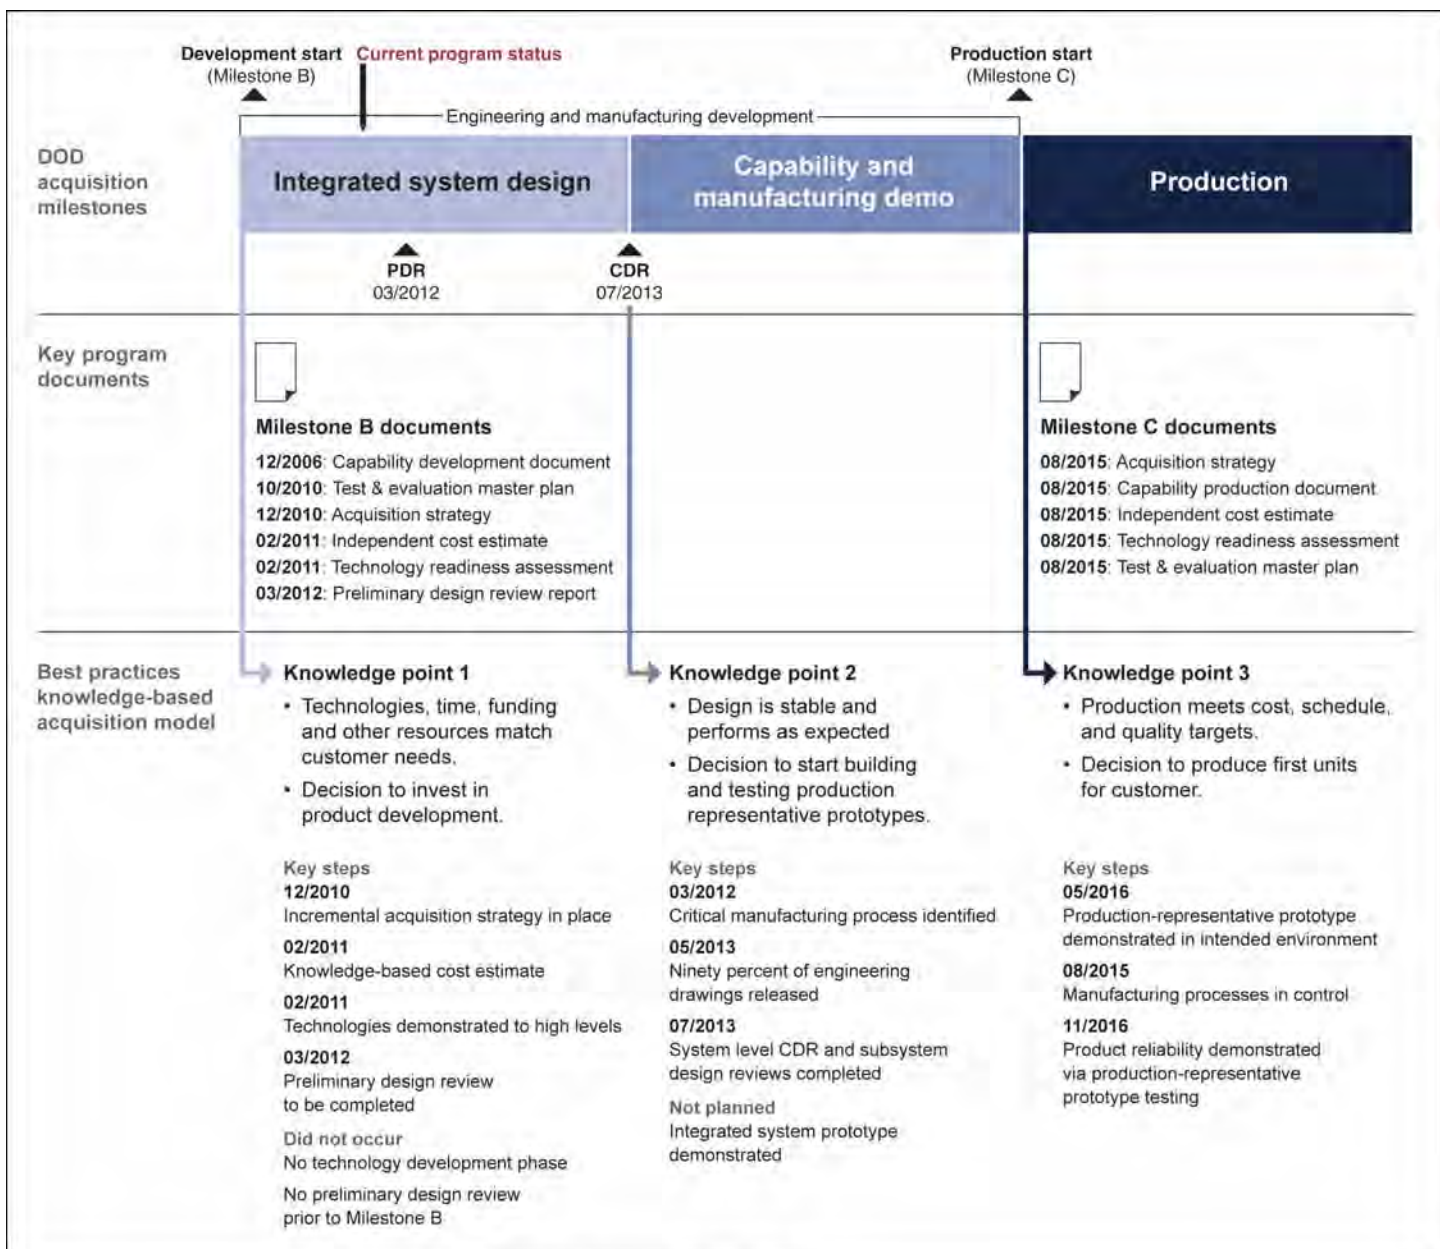 Development start
(Milestone B)
Current program status
Production start
(Milestone C)
Engineering and manufacturing development
DOD
acquisition
milestones
Integrated system design
Capability and
manufacturing demo
Production
PDR
03/2012
CDR
07/2013
Key program
documents
Milestone B documents
12/2006: Capability development document
10/2010: Test & evaluation master plan
12/2010: Acquisition strategy
02/2011: Independent cost estimate
02/2011: Technology readiness assessment
03/2012: Preliminary design review report
Milestone C documents
08/2015: Acquisition strategy
08/2015: Capability production document
08/2015: Independent cost estimate
08/2015: Technology readiness assessment
08/2015: Test & evaluation master plan
Best practices
knowledge-based
acquisition model
Knowledge point 1
• Technologies, time, funding
and other resources match
customer needs.
• Decision to invest in
product development.
Key steps
12/2010
Incremental acquisition strategy in place
02/2011
Knowledge-based cost estimate
02/2011
Technologies demonstrated to high levels
03/2012
Preliminary design review
to be completed
Did not occur
No technology development phase
No preliminary design review
prior to Milestone B
Knowledge point 2
• Design is stable and
performs as expected
• Decision to start building
and testing production
representative prototypes.
Key steps
03/2012
Critical manufacturing process identified
05/2013
Ninety percent of engineering
drawings released
07/2013
System level CDR and subsystem
design reviews completed
Not planned
Integrated system prototype
demonstrated
Knowledge point 3
• Production meets cost, schedule,
and quality targets.
• Decision to produce first units
for customer.
Key steps
05/2016
Production-representative prototype
demonstrated in intended environment
08/2015
Manufacturing processes in control
11/2016
Product reliability demonstrated
via production-representative
prototype testing